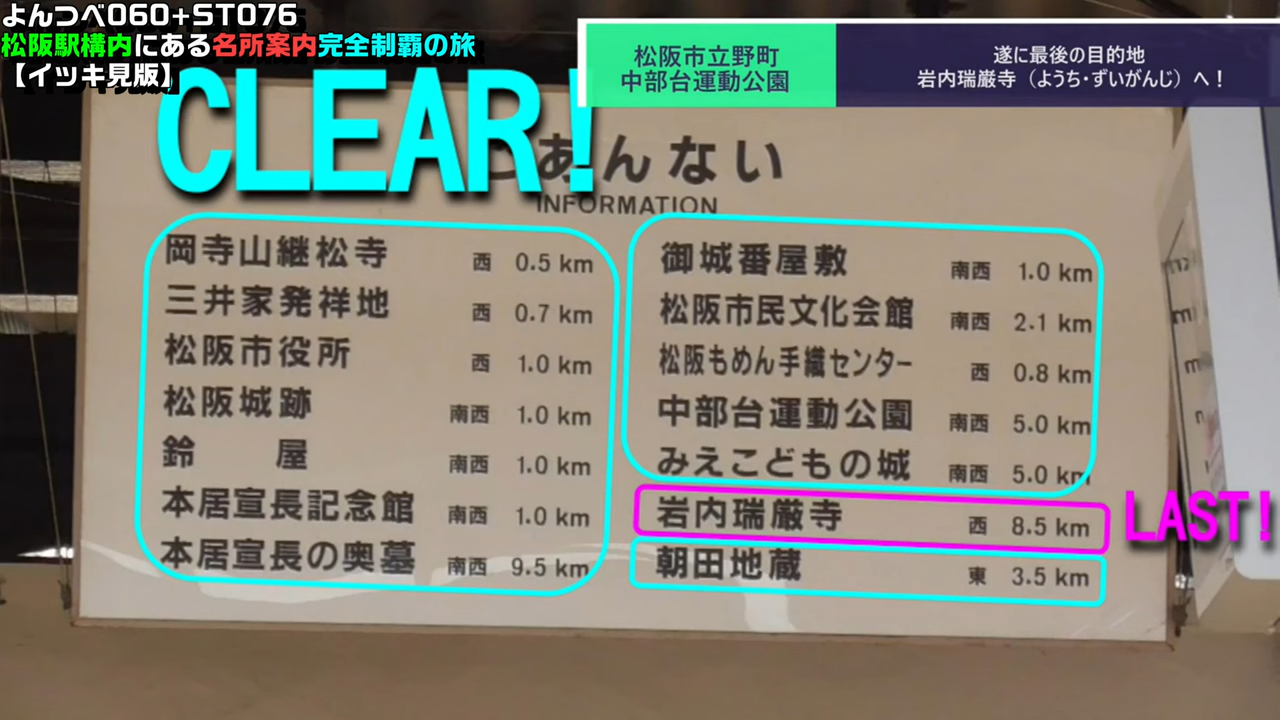 よんつべ060+ST076
松阪駅構内にある名所案内完全制覇の旅
【イッキ見版】
松阪市立野町
中部台運動公園
遂に最後の目的地
岩内瑞厳寺（ようち・ずいがんじ）へ！
CLEAR!
あんない
INFORMATION
岡寺山継松寺 西 0.5 km
三井家発祥地 西 0.7 km
松阪市役所 西 1.0 km
松阪城跡 南西 1.0 km
鈴屋 南西 1.0 km
本居宣長記念館 南西 1.0 km
本居宣長の奥墓 南西 9.5 km
御城番屋敷 南西 1.0 km
松阪市民文化会館 南西 2.1 km
松阪もめん手織センター 西 0.8 km
中部台運動公園 南西 5.0 km
みえこどもの城 南西 5.0 km
岩内瑞厳寺 西 8.5 km
LAST!
朝田地蔵 東 3.5 km